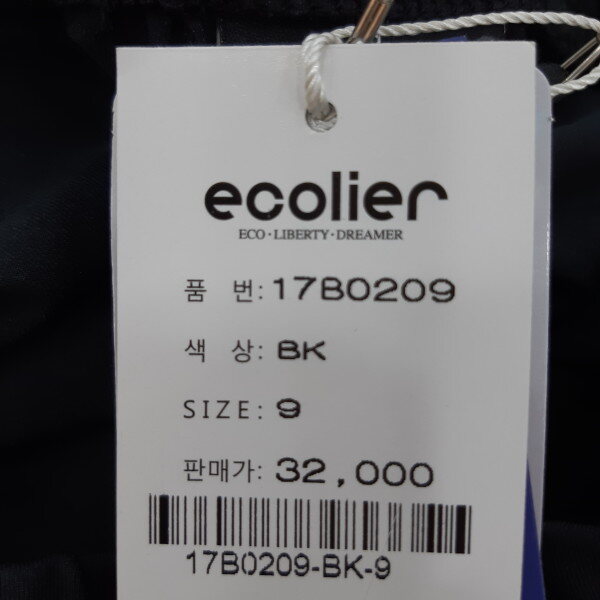 ecolier
ECO·LIBERTY·DREAMER
품 번: 17B0209
색 상: BK
SIZE: 9
판매가: 32,000
17B0209-BK-9